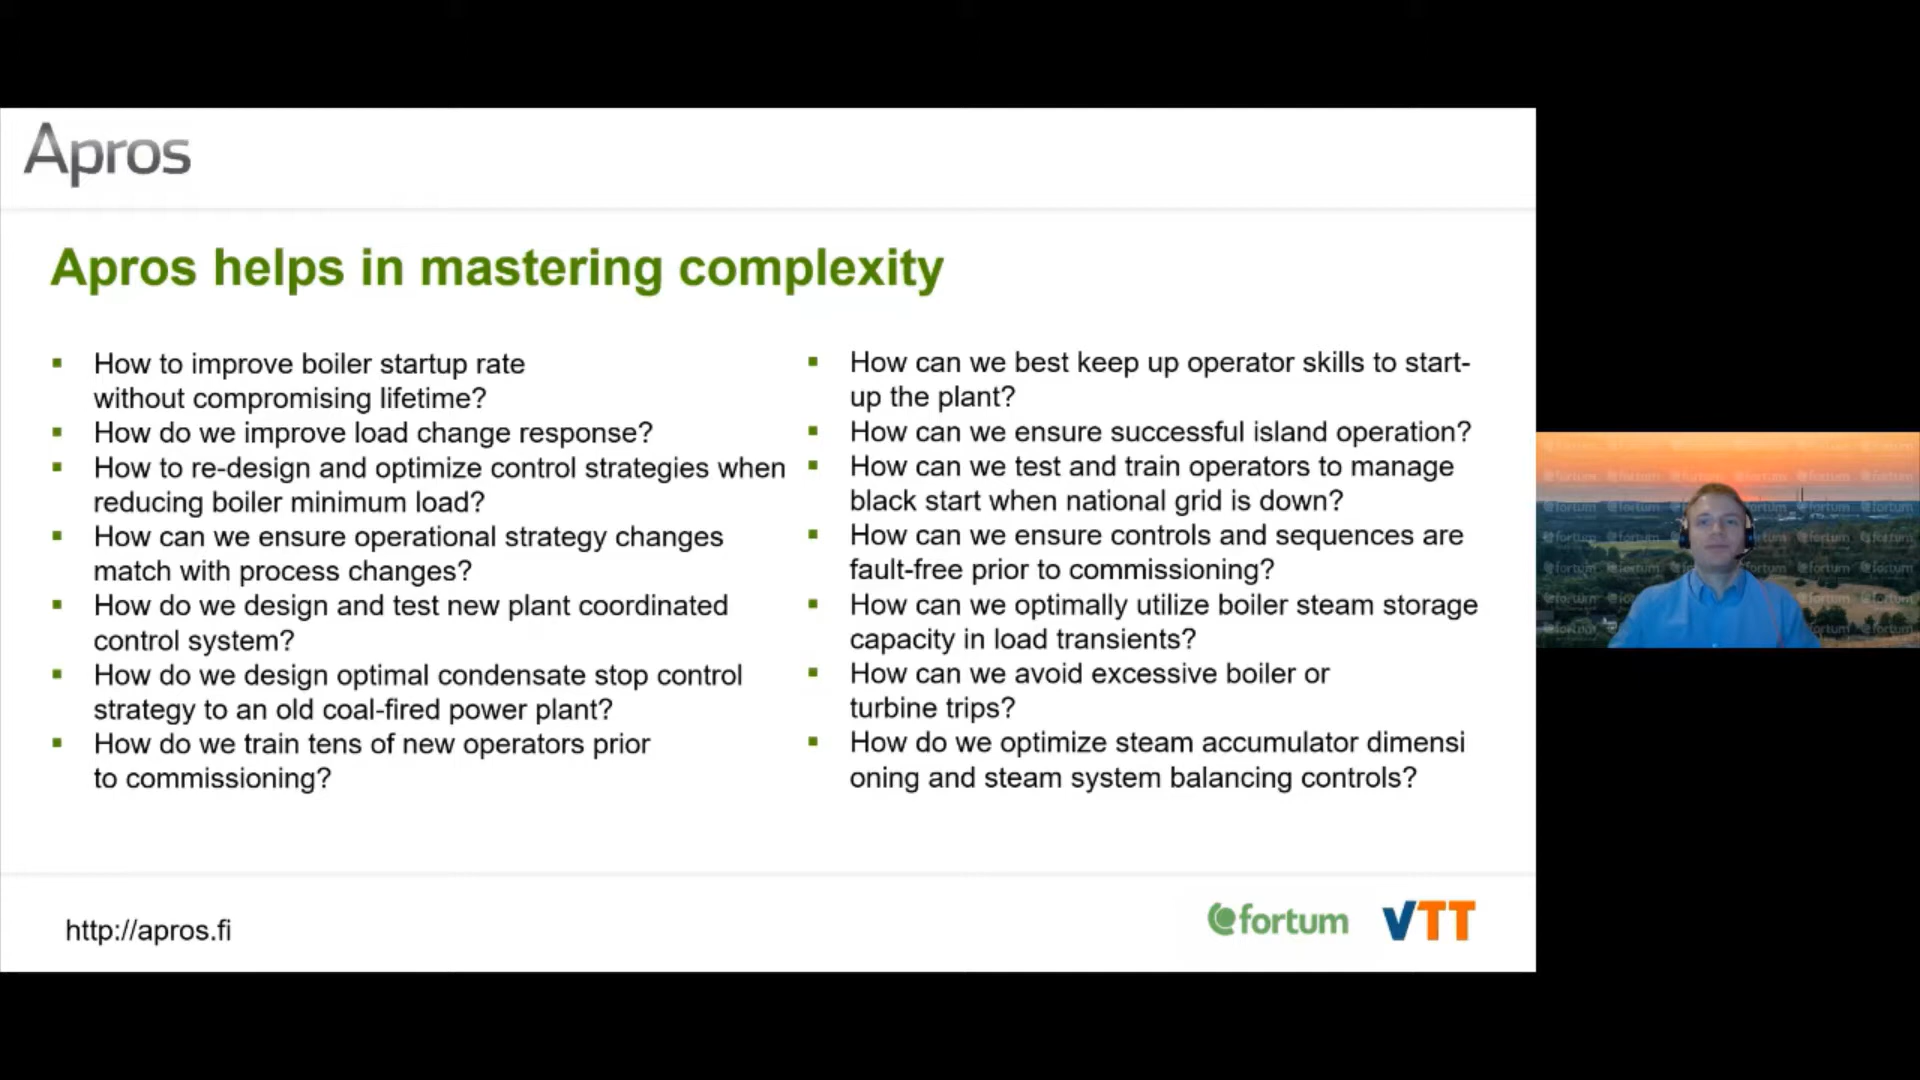 Apros
Apros helps in mastering complexity
How to improve boiler startup rate
without compromising lifetime?
How do we improve load change response?
How to re-design and optimize control strategies when
reducing boiler minimum load?
How can we ensure operational strategy changes
match with process changes?
How do we design and test new plant coordinated
control system?
How do we design optimal condensate stop control
strategy to an old coal-fired power plant?
How do we train tens of new operators prior
to commissioning?
How can we best keep up operator skills to start-
up the plant?
How can we ensure successful island operation?
How can we test and train operators to manage
black start when national grid is down?
How can we ensure controls and sequences are
fault-free prior to commissioning?
How can we optimally utilize boiler steam storage
capacity in load transients?
How can we avoid excessive boiler or
turbine trips?
How do we optimize steam accumulator dimensi
oning and steam system balancing controls?
http://apros.fi
fortum
VTT